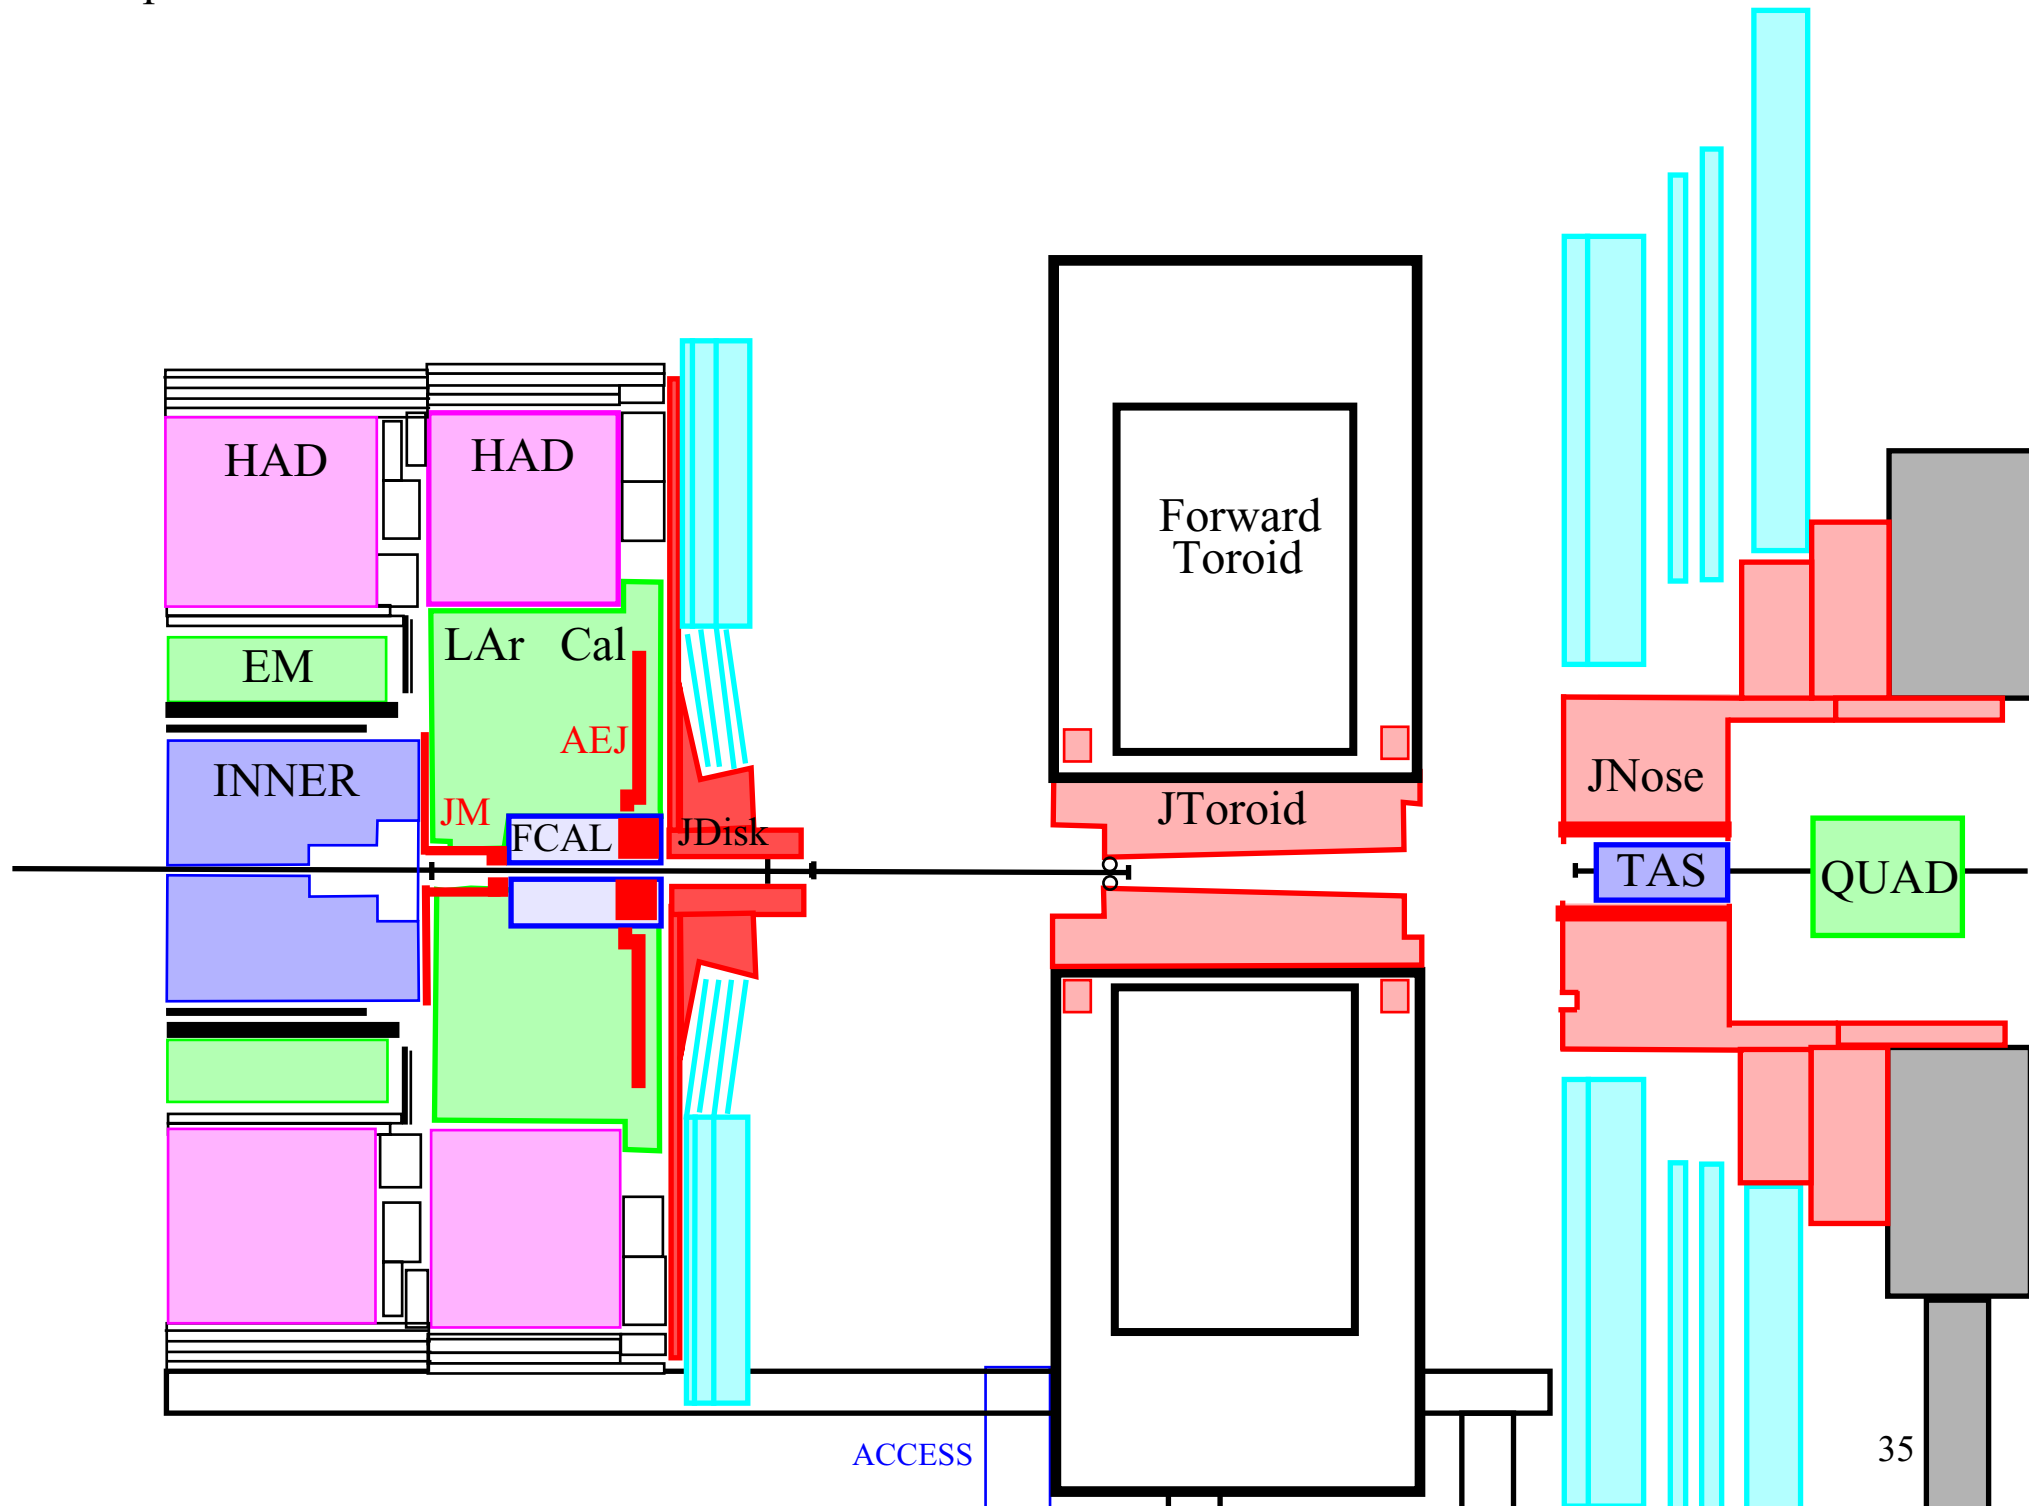 HAD
HAD
Forward
Toroid
LAr Cal
EM
AEJ
INNER
JM
JNose
JToroid
FCAL
JDisk
TAS
QUAD
ACCESS
35